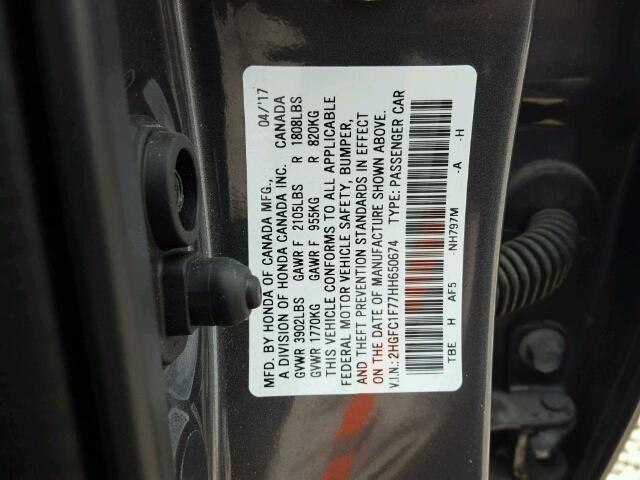 MFD. BY HONDA OF CANADA MFG., 04/'17
A DIVISION OF HONDA CANADA INC. CANADA
GVWR 3902LBS GAWR F 2105LBS R 1808LBS
GVWR 1770KG GAWR F 955KG R 820KG
THIS VEHICLE CONFORMS TO ALL APPLICABLE
FEDERAL MOTOR VEHICLE SAFETY, BUMPER,
AND THEFT PREVENTION STANDARDS IN EFFECT
ON THE DATE OF MANUFACTURE SHOWN ABOVE.
V.I.N.: 2HGFC1F77HH650674 TYPE: PASSENGER CAR
TBE H AF5 -NH797M -A -H